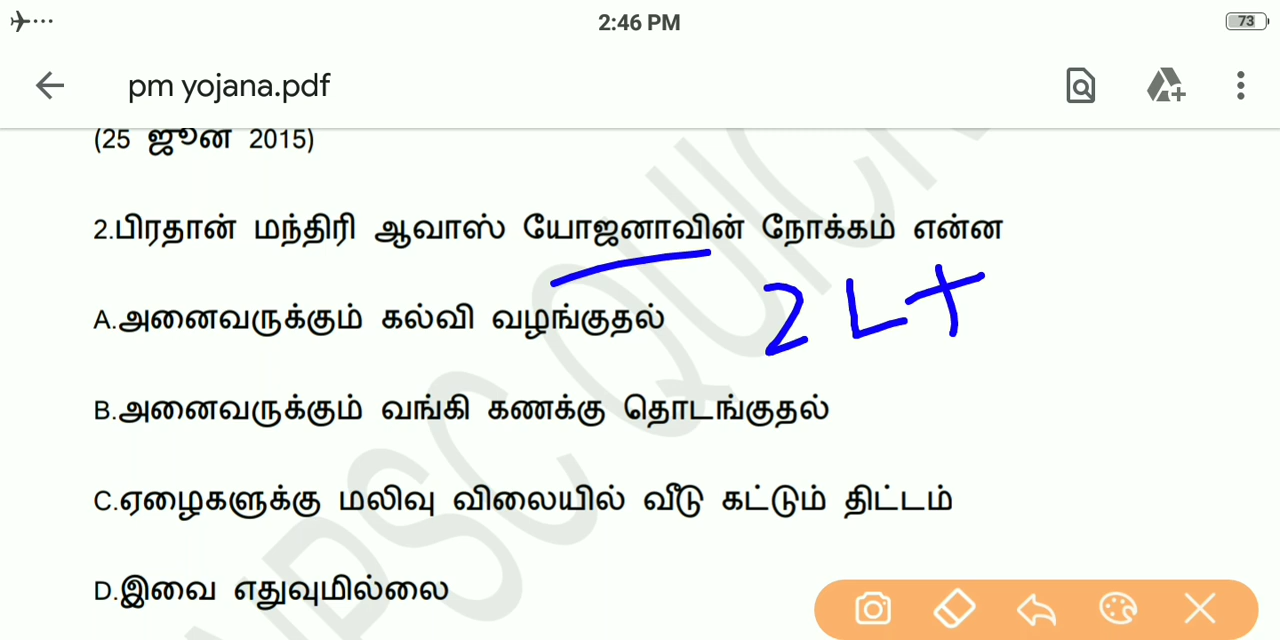 2:46 PM
73
pm yojana.pdf
(25 ஜூன் 2015)
2.பிரதான் மந்திரி ஆவாஸ் யோஜனாவின் நோக்கம் என்ன
A.அனைவருக்கும் கல்வி வழங்குதல்
2 L +
B.அனைவருக்கும் வங்கி கணக்கு தொடங்குதல்
C.ஏழைகளுக்கு மலிவு விலையில் வீடு கட்டும் திட்டம்
D.இவை எதுவுமில்லை